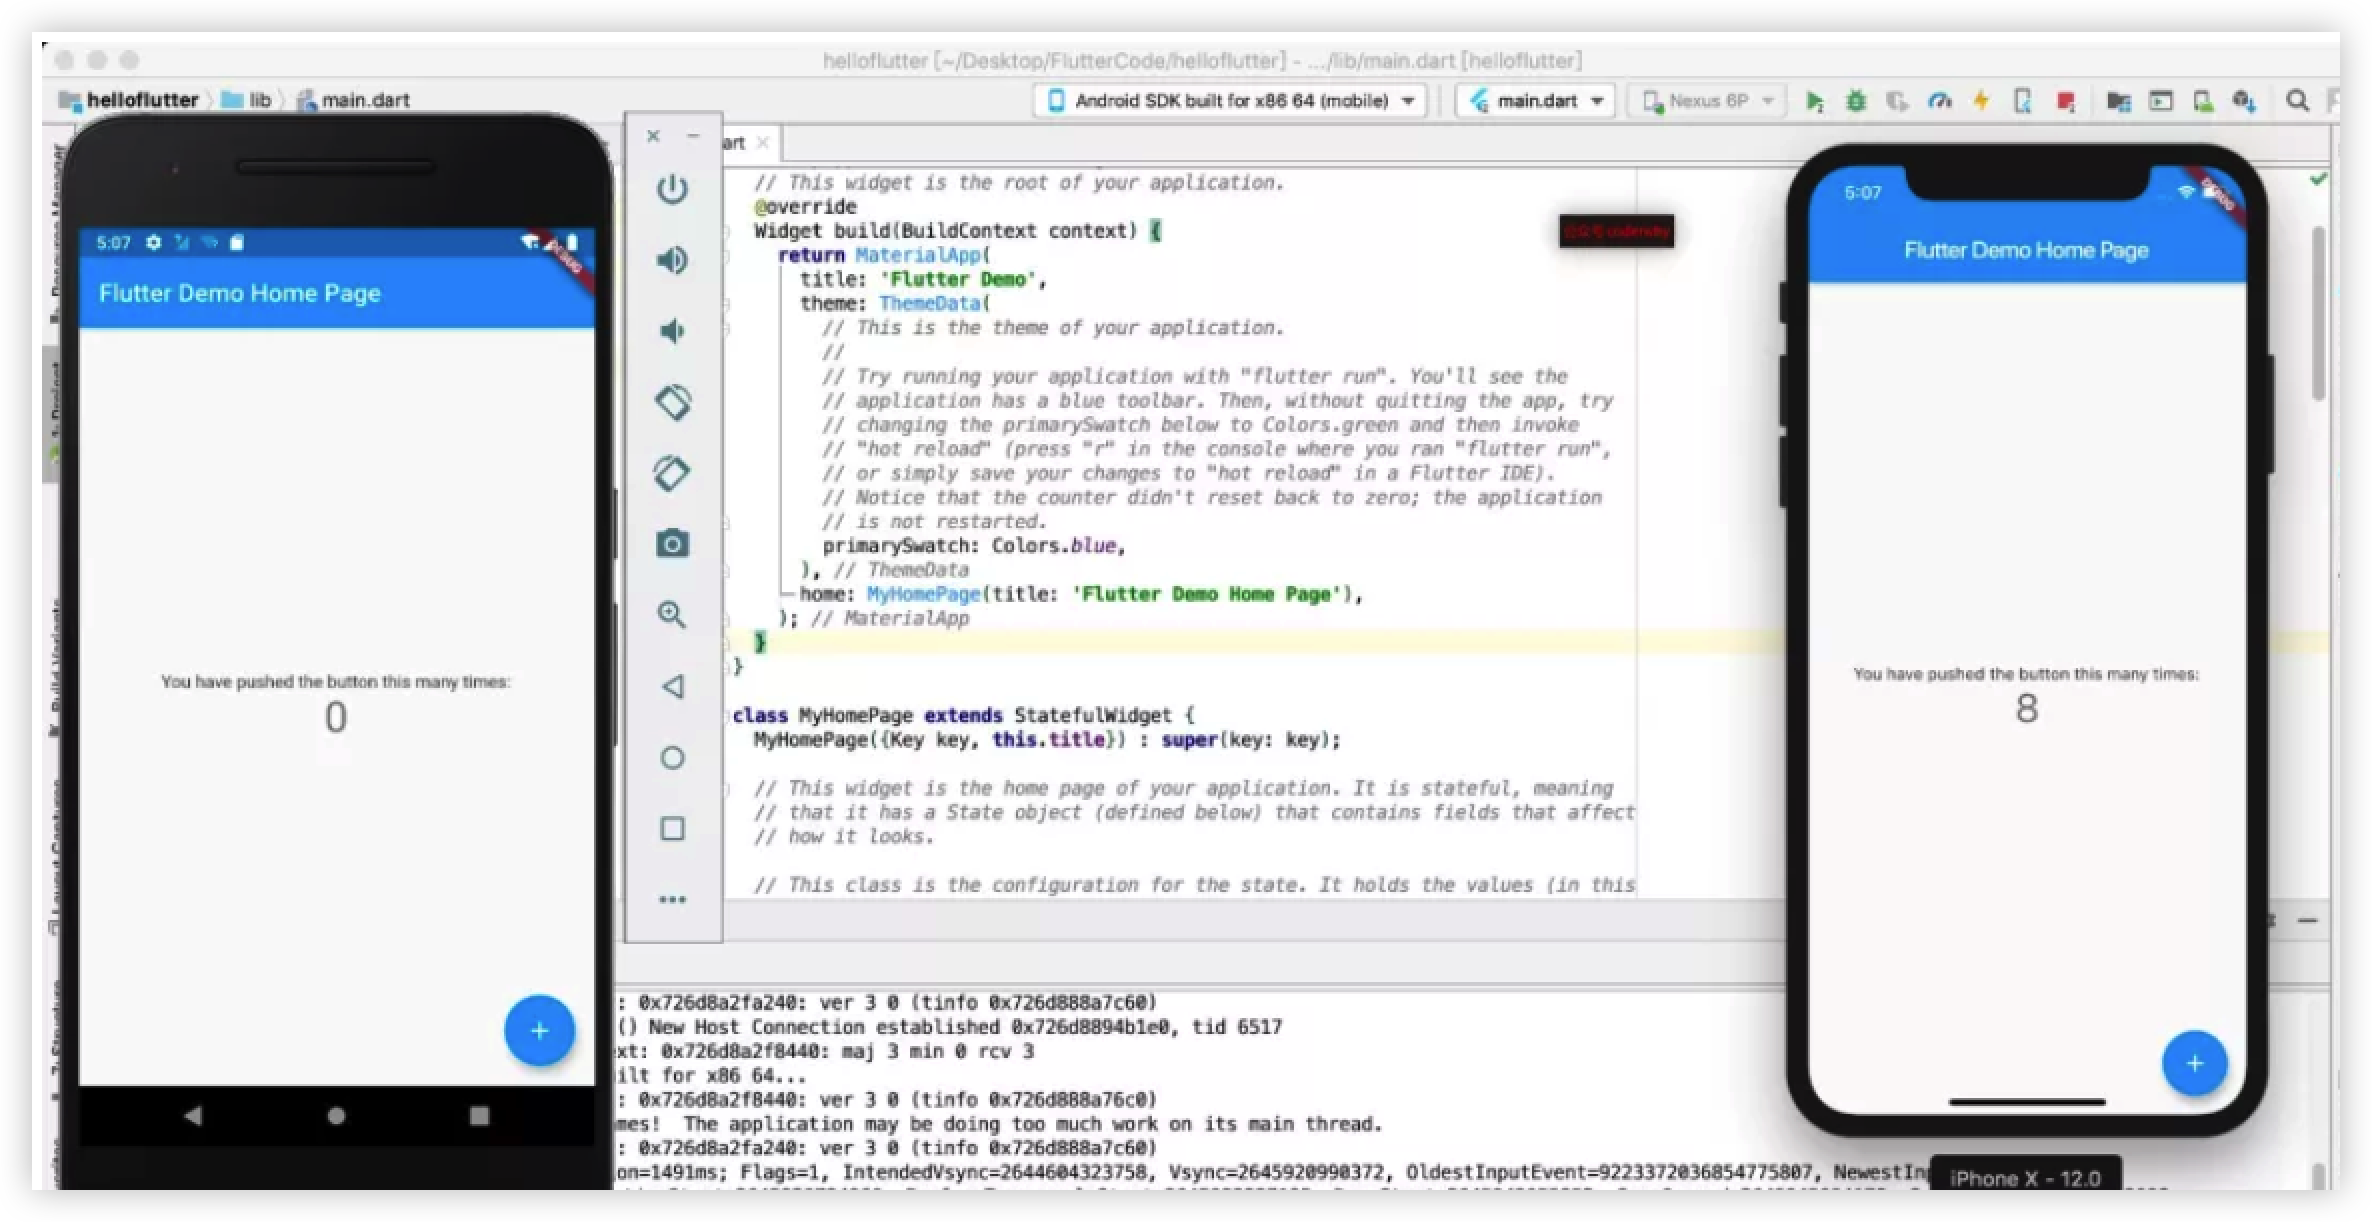 helloflutter [~/Desktop/FlutterCode/helloflutter] - .../lib/main.dart [helloflutter]
helloflutter lib main.dart
Android SDK built for x86 64 (mobile) main.dart Nexus 6P
art
// This widget is the root of your application.
@override
Widget build(BuildContext context) {
return MaterialApp(
title: 'Flutter Demo',
theme: ThemeData(
// This is the theme of your application.
//
// Try running your application with "flutter run". You'll see the
// application has a blue toolbar. Then, without quitting the app, try
// changing the primarySwatch below to Colors.green and then invoke
// "hot reload" (press "r" in the console where you ran "flutter run",
// or simply save your changes to "hot reload" in a Flutter IDE).
// Notice that the counter didn't reset back to zero; the application
// is not restarted.
primarySwatch: Colors.blue,
), // ThemeData
home: MyHomePage(title: 'Flutter Demo Home Page'),
); // MaterialApp
}
}
class MyHomePage extends StatefulWidget {
MyHomePage({Key key, this.title}) : super(key: key);
// This widget is the home page of your application. It is stateful, meaning
// that it has a State object (defined below) that contains fields that affect
// how it looks.
// This class is the configuration for the state. It holds the values (in this
: 0x726d8a2fa240: ver 3 0 (tinfo 0x726d888a7c60)
() New Host Connection established 0x726d8894b1e0, tid 6517
xt: 0x726d8a2f8440: maj 3 min 0 rcv 3
ilt for x86 64...
: 0x726d8a2f8440: ver 3 0 (tinfo 0x726d888a76c0)
mes! The application may be doing too much work on its main thread.
: 0x726d8a2fa240: ver 3 0 (tinfo 0x726d888a7c60)
on=1491ms; Flags=1, IntendedVsync=2644604323758, Vsync=2645920990372, OldestInputEvent=9223372036854775807, NewestIn
5:07
DEBUG
Flutter Demo Home Page
You have pushed the button this many times:
0
+
5:07
DEBUG
Flutter Demo Home Page
You have pushed the button this many times:
8
+
iPhone X - 12.0